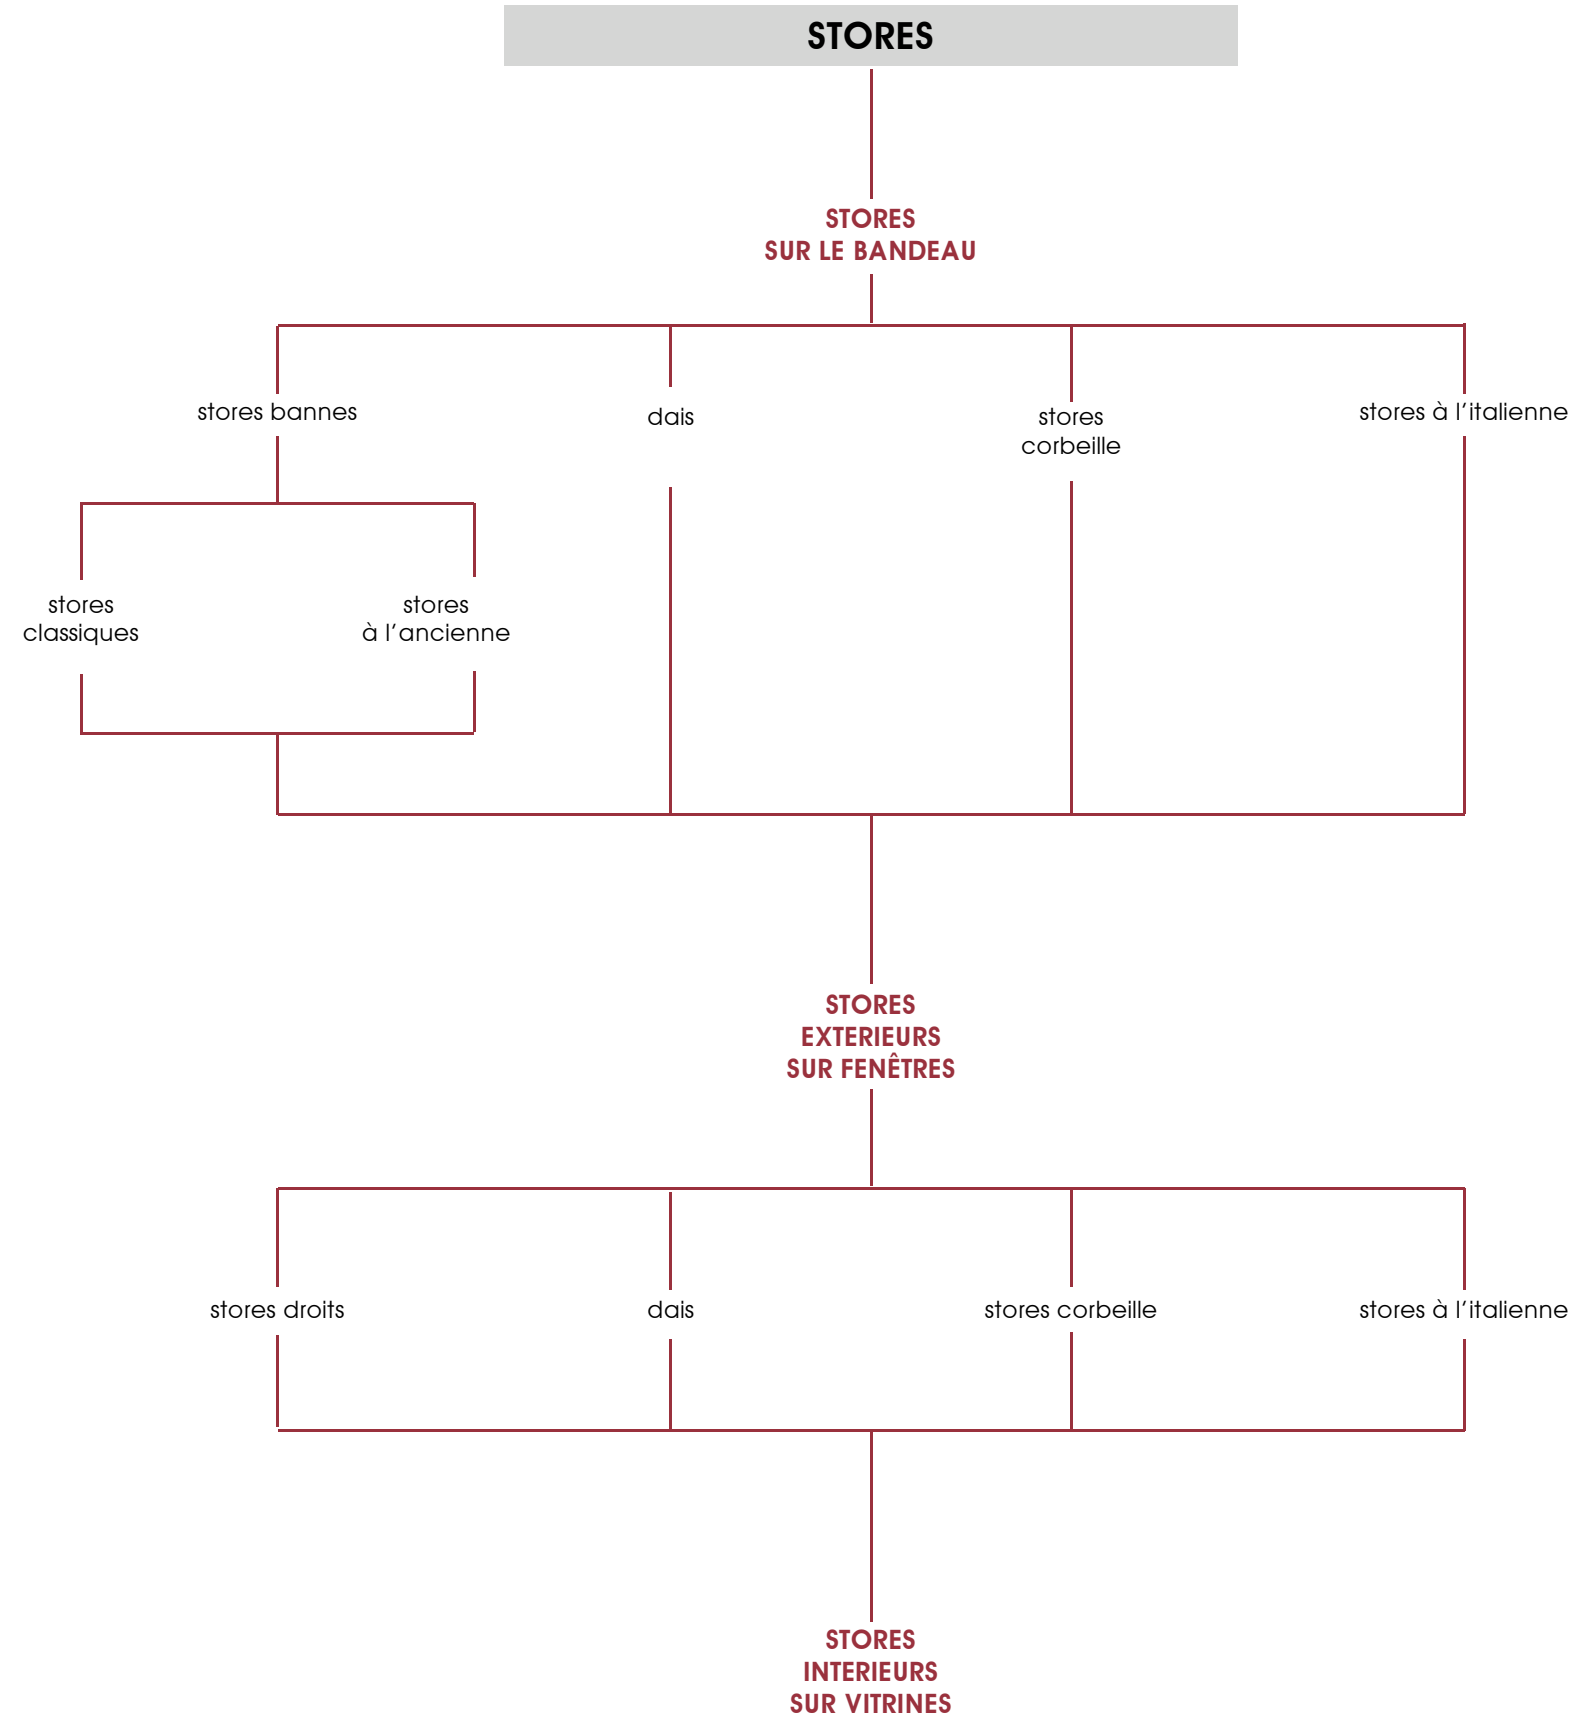 STORES
STORES
SUR LE BANDEAU
stores bannes
dais
stores
corbeille
stores à l’italienne
stores
classiques
stores
à l’ancienne
STORES
EXTERIEURS
SUR FENÊTRES
stores droits
dais
stores corbeille
stores à l’italienne
STORES
INTERIEURS
SUR VITRINES